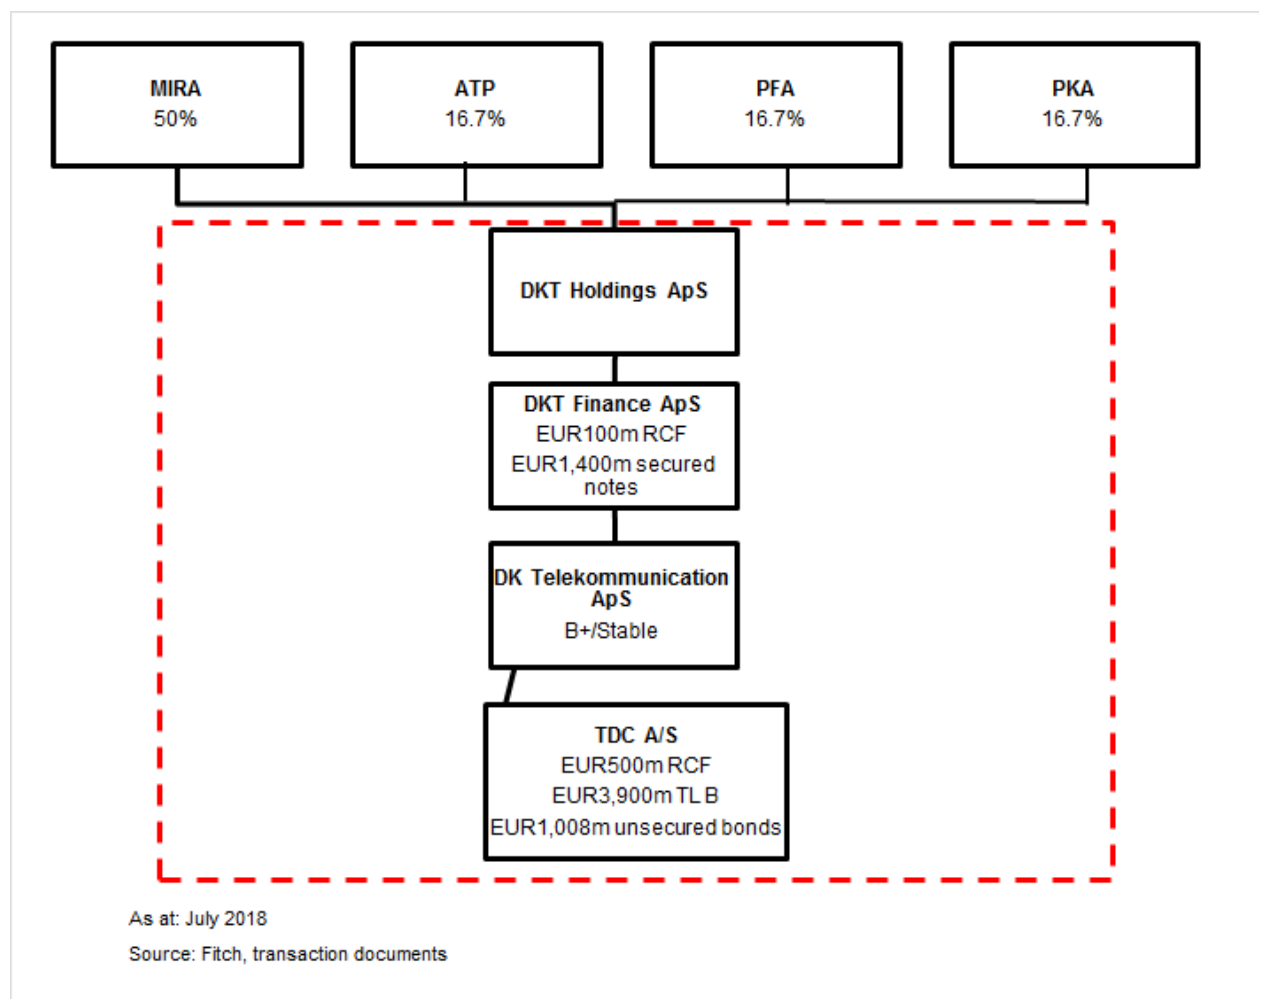 MIRA
50%
ATP
16.7%
PFA
16.7%
PKA
16.7%
DKT Holdings ApS
DKT Finance ApS
EUR100m RCF
EUR1,400m secured
notes
DK Telekommunication
ApS
B+/Stable
TDC A/S
EUR500m RCF
EUR3,900m TL B
EUR1,008m unsecured bonds
As at: July 2018
Source: Fitch, transaction documents